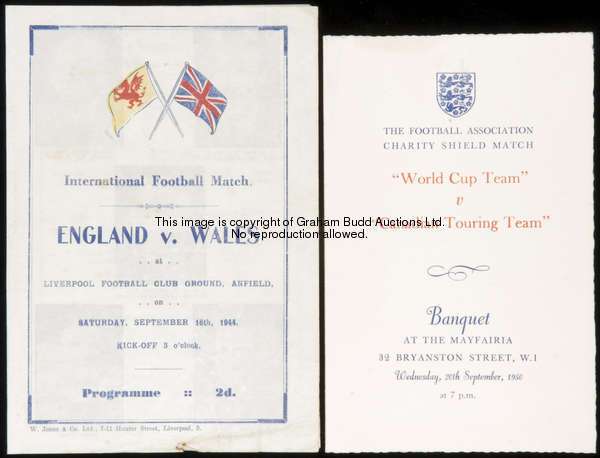 International Football Match.
ENGLAND v. WALES
. . at . .
LIVERPOOL FOOTBALL CLUB GROUND, ANFIELD,
. . on . .
SATURDAY, SEPTEMBER 16th, 1944.
KICK-OFF 3 o'clock.
Programme :: 2d.
W. Jones & Co. Ltd., 7-11 Hunter Street, Liverpool, 3.
THE FOOTBALL ASSOCIATION
CHARITY SHIELD MATCH
"World Cup Team"
v
Touring Team"
Banquet
AT THE MAYFAIRIA
32 BRYANSTON STREET, W.1
Wednesday, 20th September, 1950
at 7 p.m.
This image is copyright of Graham Budd Auctions Ltd.
No reproduction allowed.